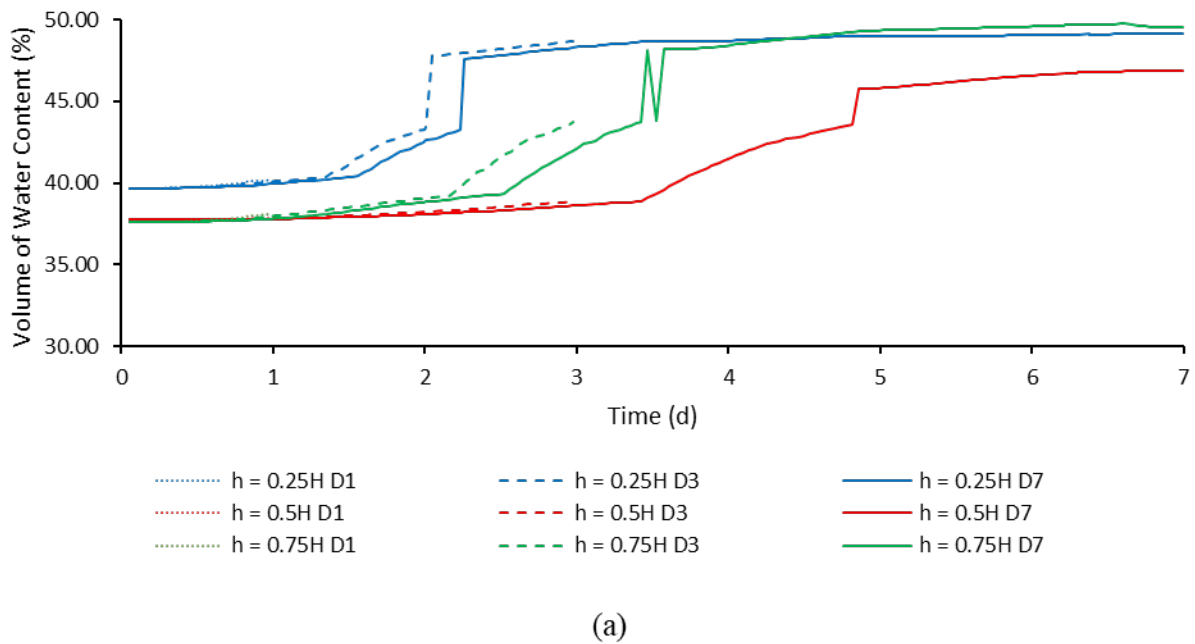 50.00
45.00
40.00
35.00
30.00
Volume of Water Content (%)
0 1 2 3 4 5 6 7
Time (d)
h = 0.25H D1 h = 0.25H D3 h = 0.25H D7
h = 0.5H D1 h = 0.5H D3 h = 0.5H D7
h = 0.75H D1 h = 0.75H D3 h = 0.75H D7
(a)